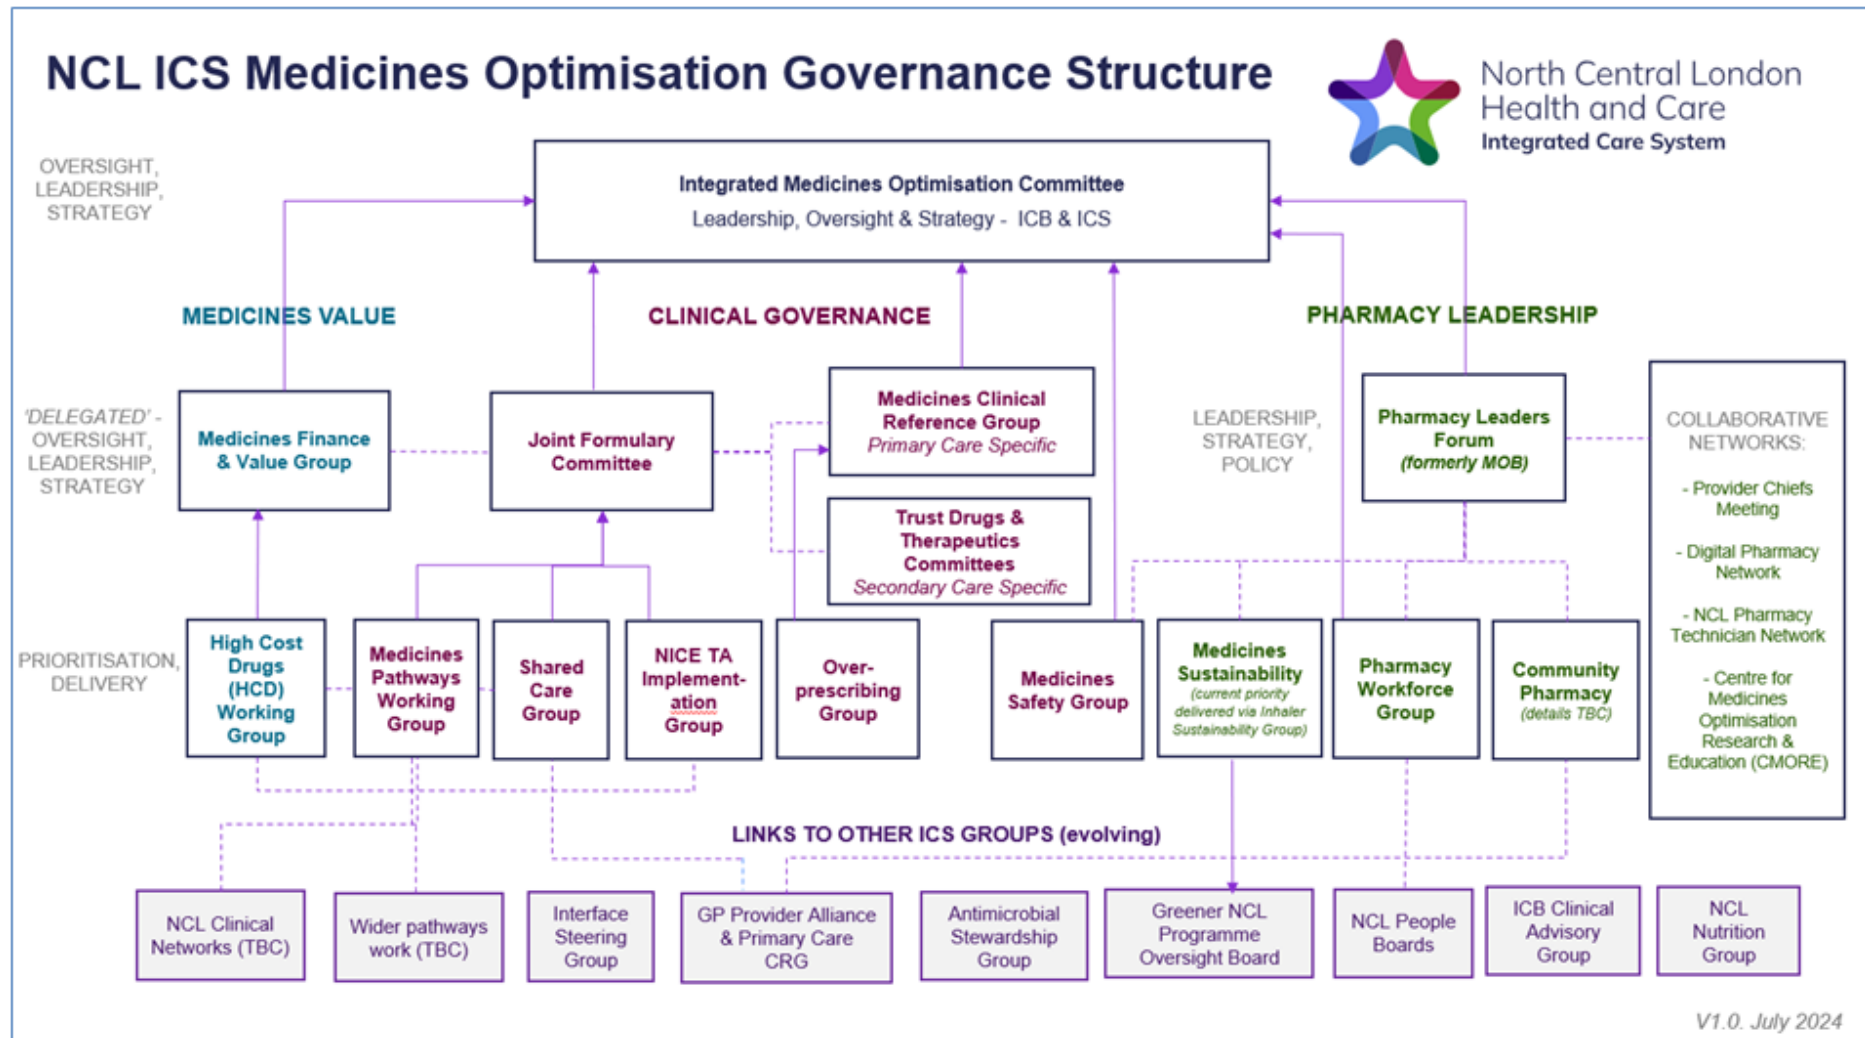 NCL ICS Medicines Optimisation Governance Structure
North Central London
Health and Care
Integrated Care System
OVERSIGHT,
LEADERSHIP,
STRATEGY
Integrated Medicines Optimisation Committee
Leadership, Oversight & Strategy - ICB & ICS
MEDICINES VALUE
CLINICAL GOVERNANCE
PHARMACY LEADERSHIP
'DELEGATED' -
OVERSIGHT,
LEADERSHIP,
STRATEGY
Medicines Finance
& Value Group
Joint Formulary
Committee
Medicines Clinical
Reference Group
Primary Care Specific
Trust Drugs &
Therapeutics
Committees
Secondary Care Specific
LEADERSHIP,
STRATEGY,
POLICY
Pharmacy Leaders
Forum
(formerly MOB)
COLLABORATIVE
NETWORKS:
- Provider Chiefs
Meeting
- Digital Pharmacy
Network
- NCL Pharmacy
Technician Network
- Centre for
Medicines
Optimisation
Research &
Education (CMORE)
PRIORITISATION,
DELIVERY
High Cost
Drugs
(HCD)
Working
Group
Medicines
Pathways
Working
Group
Shared
Care
Group
NICE TA
Implement-
ation
Group
Over-
prescribing
Group
Medicines
Safety Group
Medicines
Sustainability
(current priority
delivered via Inhaler
Sustainability Group)
Pharmacy
Workforce
Group
Community
Pharmacy
(details TBC)
LINKS TO OTHER ICS GROUPS (evolving)
NCL Clinical
Networks (TBC)
Wider pathways
work (TBC)
Interface
Steering
Group
GP Provider Alliance
& Primary Care
CRG
Antimicrobial
Stewardship
Group
Greener NCL
Programme
Oversight Board
NCL People
Boards
ICB Clinical
Advisory
Group
NCL
Nutrition
Group
V1.0. July 2024